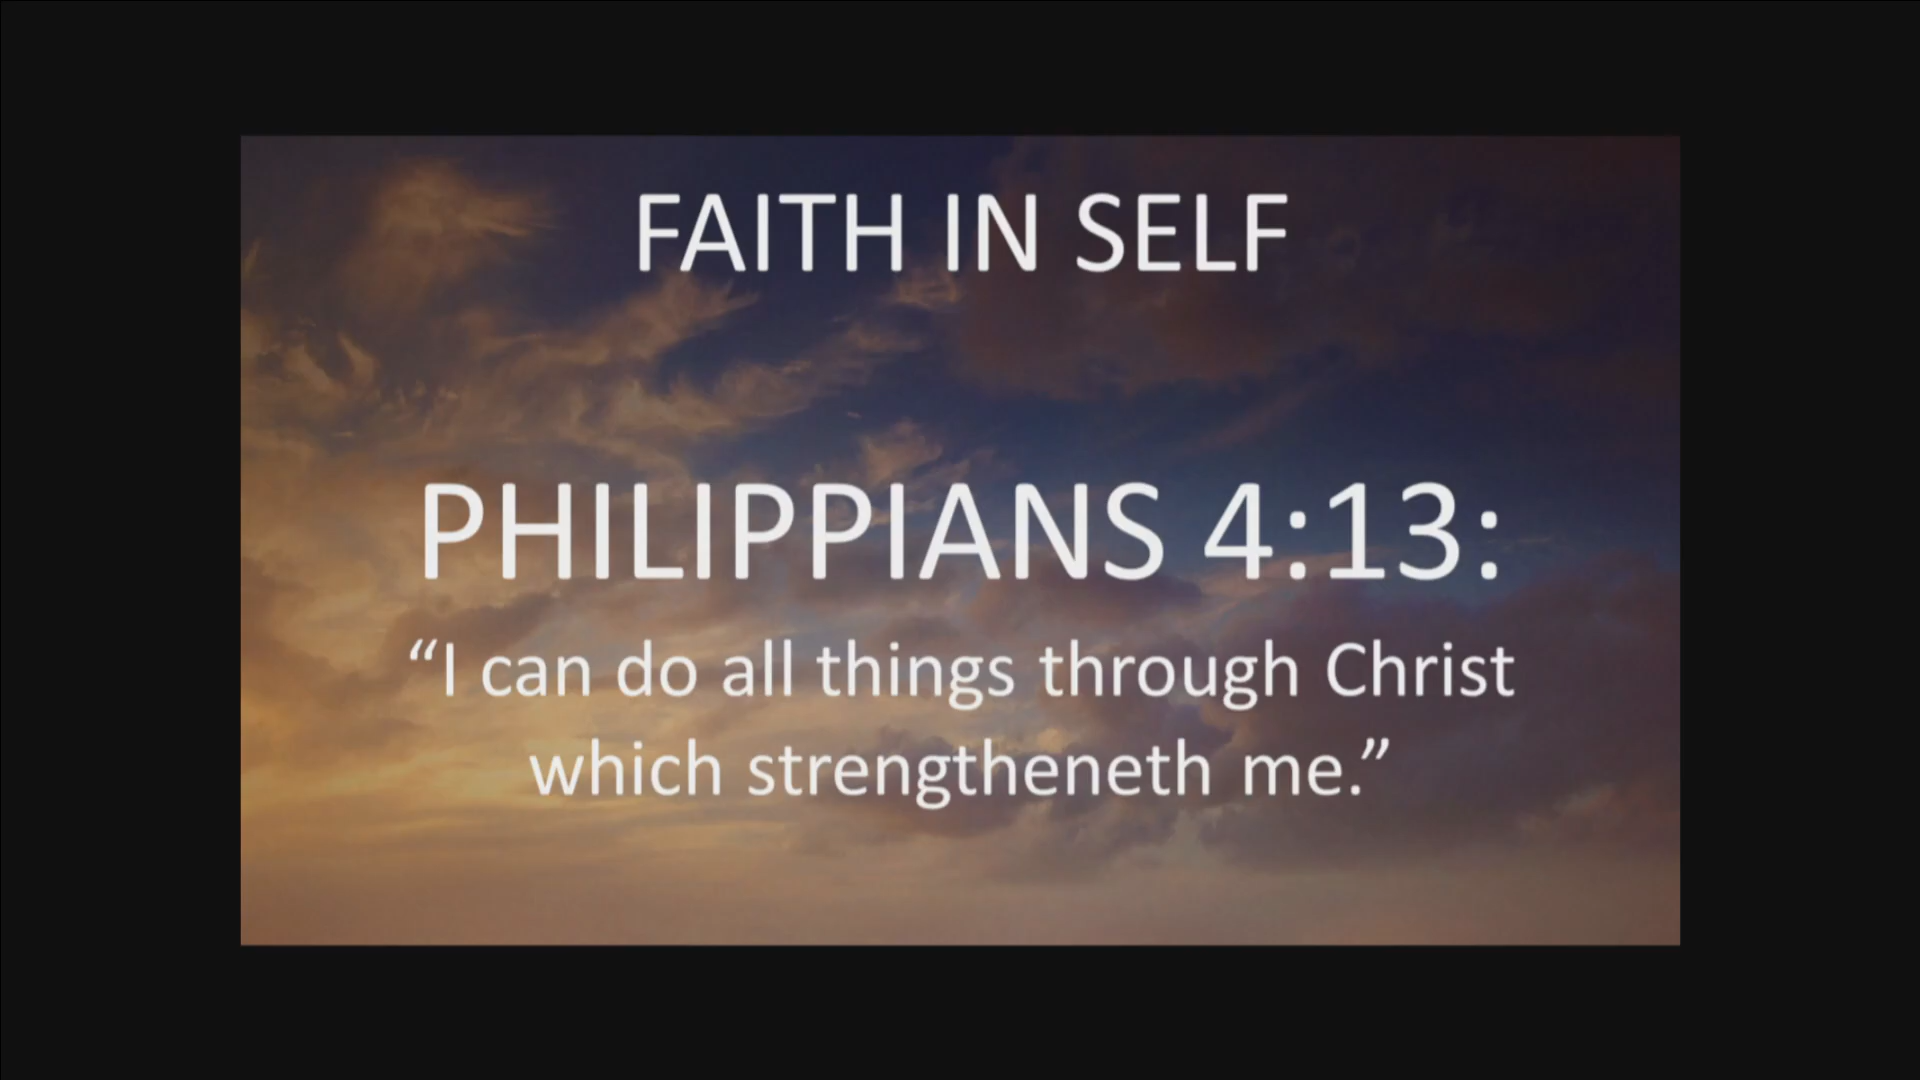 FAITH IN SELF
PHILIPPIANS 4:13:
“I can do all things through Christ
which strengtheneth me.”